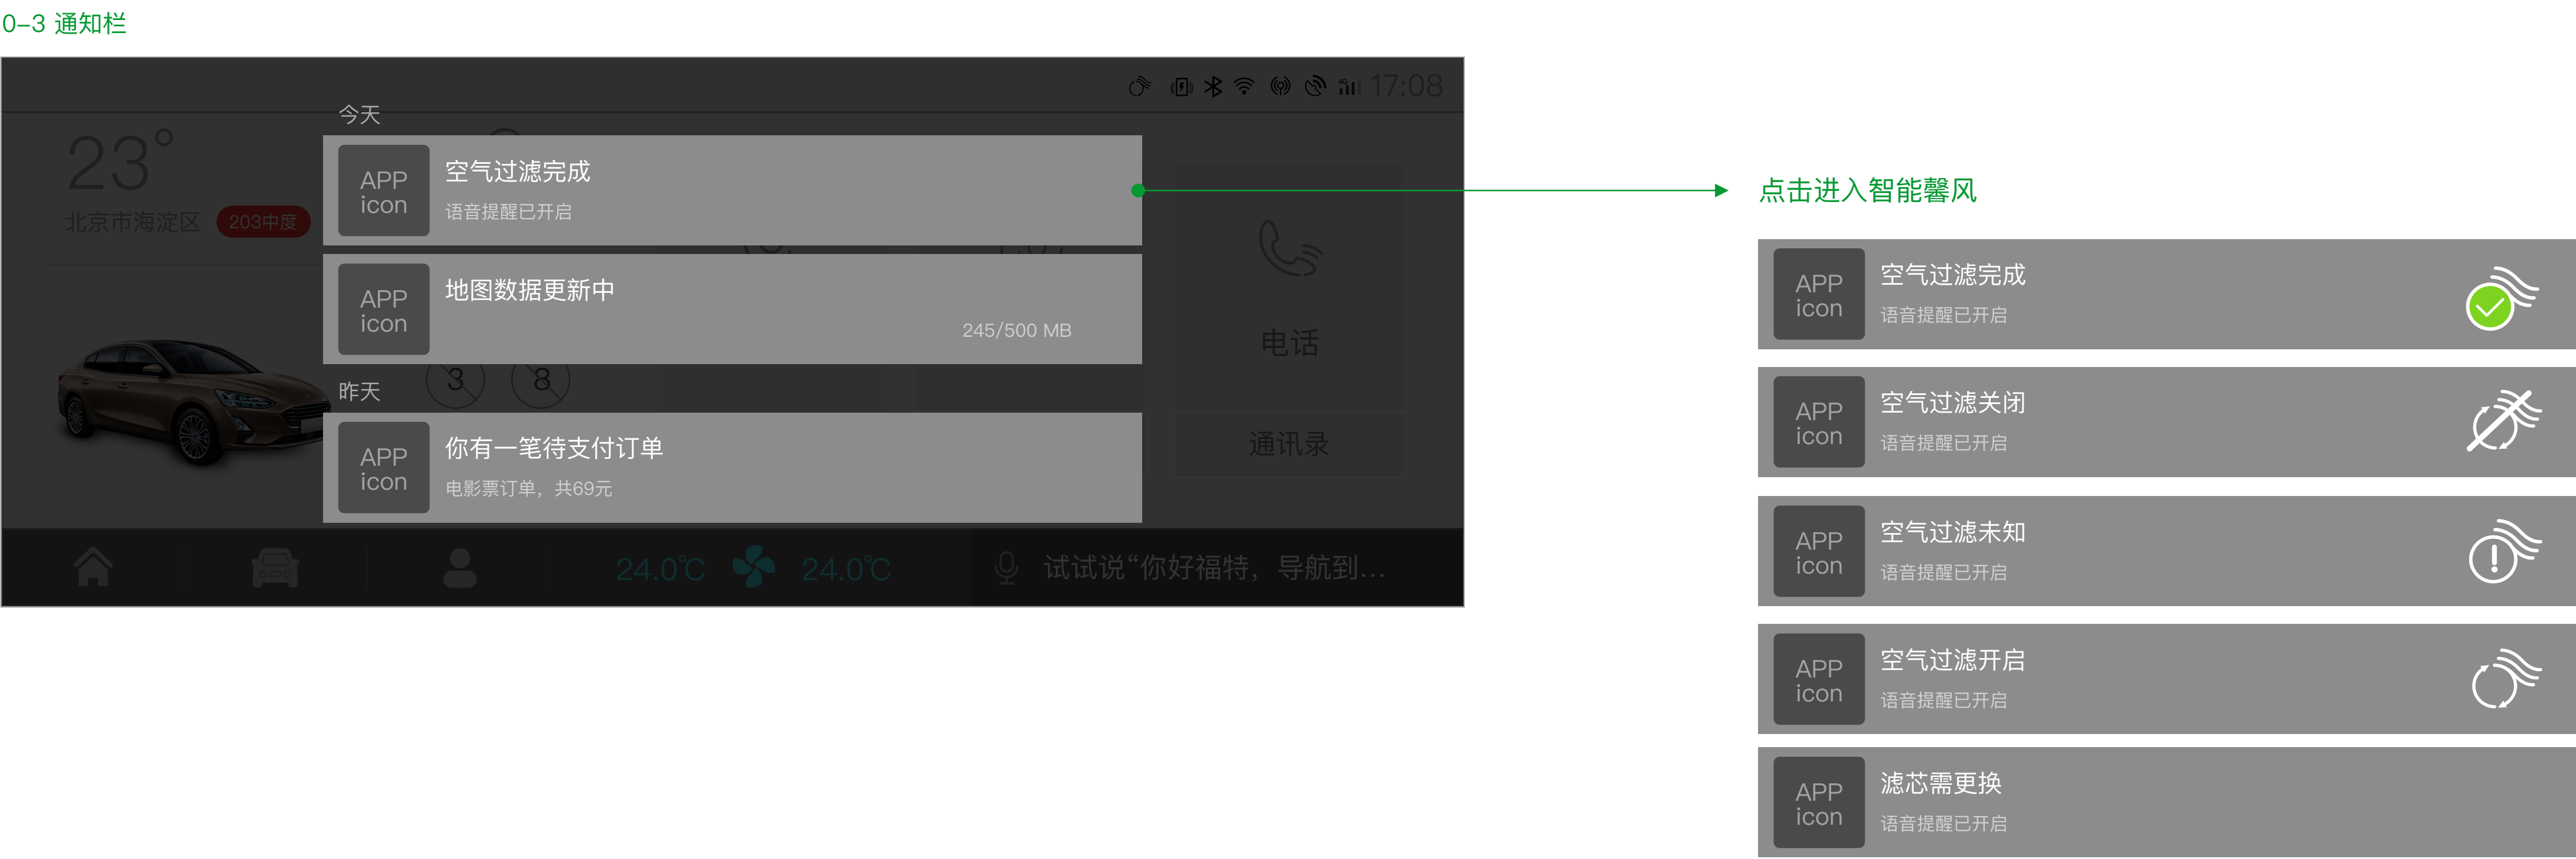 0-3 通知栏
17:08
今天
23°
北京市海淀区 203中度
APP
icon
空气过滤完成
语音提醒已开启
APP
icon
地图数据更新中
245/500 MB
昨天
3 8
APP
icon
你有一笔待支付订单
电影票订单，共69元
电话
通讯录
24.0℃ 24.0℃
试试说“你好福特，导航到...
点击进入智能馨风
APP
icon
空气过滤完成
语音提醒已开启
APP
icon
空气过滤关闭
语音提醒已开启
APP
icon
空气过滤未知
语音提醒已开启
APP
icon
空气过滤开启
语音提醒已开启
APP
icon
滤芯需更换
语音提醒已开启